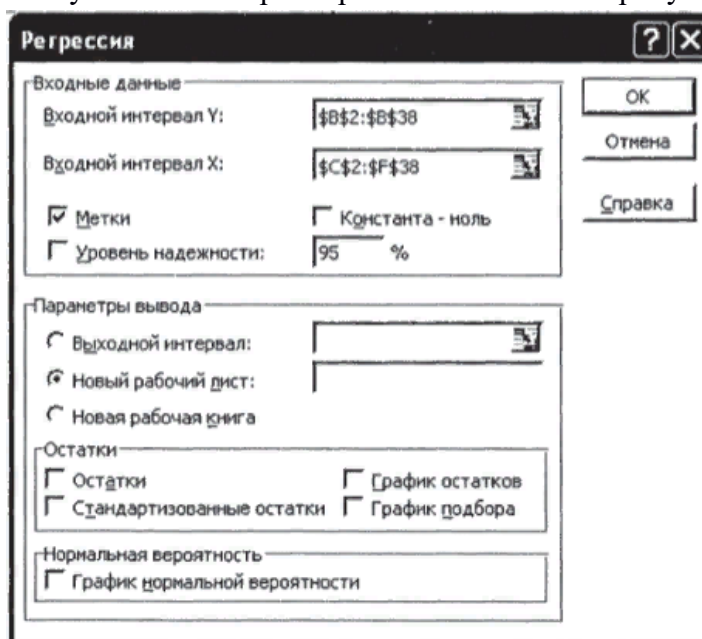 Регрессия
Входные данные
Входной интервал Y: $B$2:$B$38
Входной интервал X: $C$2:$F$38
Метки Константа - ноль
Уровень надежности: 95 %
OK
Отмена
Справка
Параметры вывода
Выходной интервал:
Новый рабочий лист:
Новая рабочая книга
Остатки
Остатки График остатков
Стандартизованные остатки График подбора
Нормальная вероятность
График нормальной вероятности